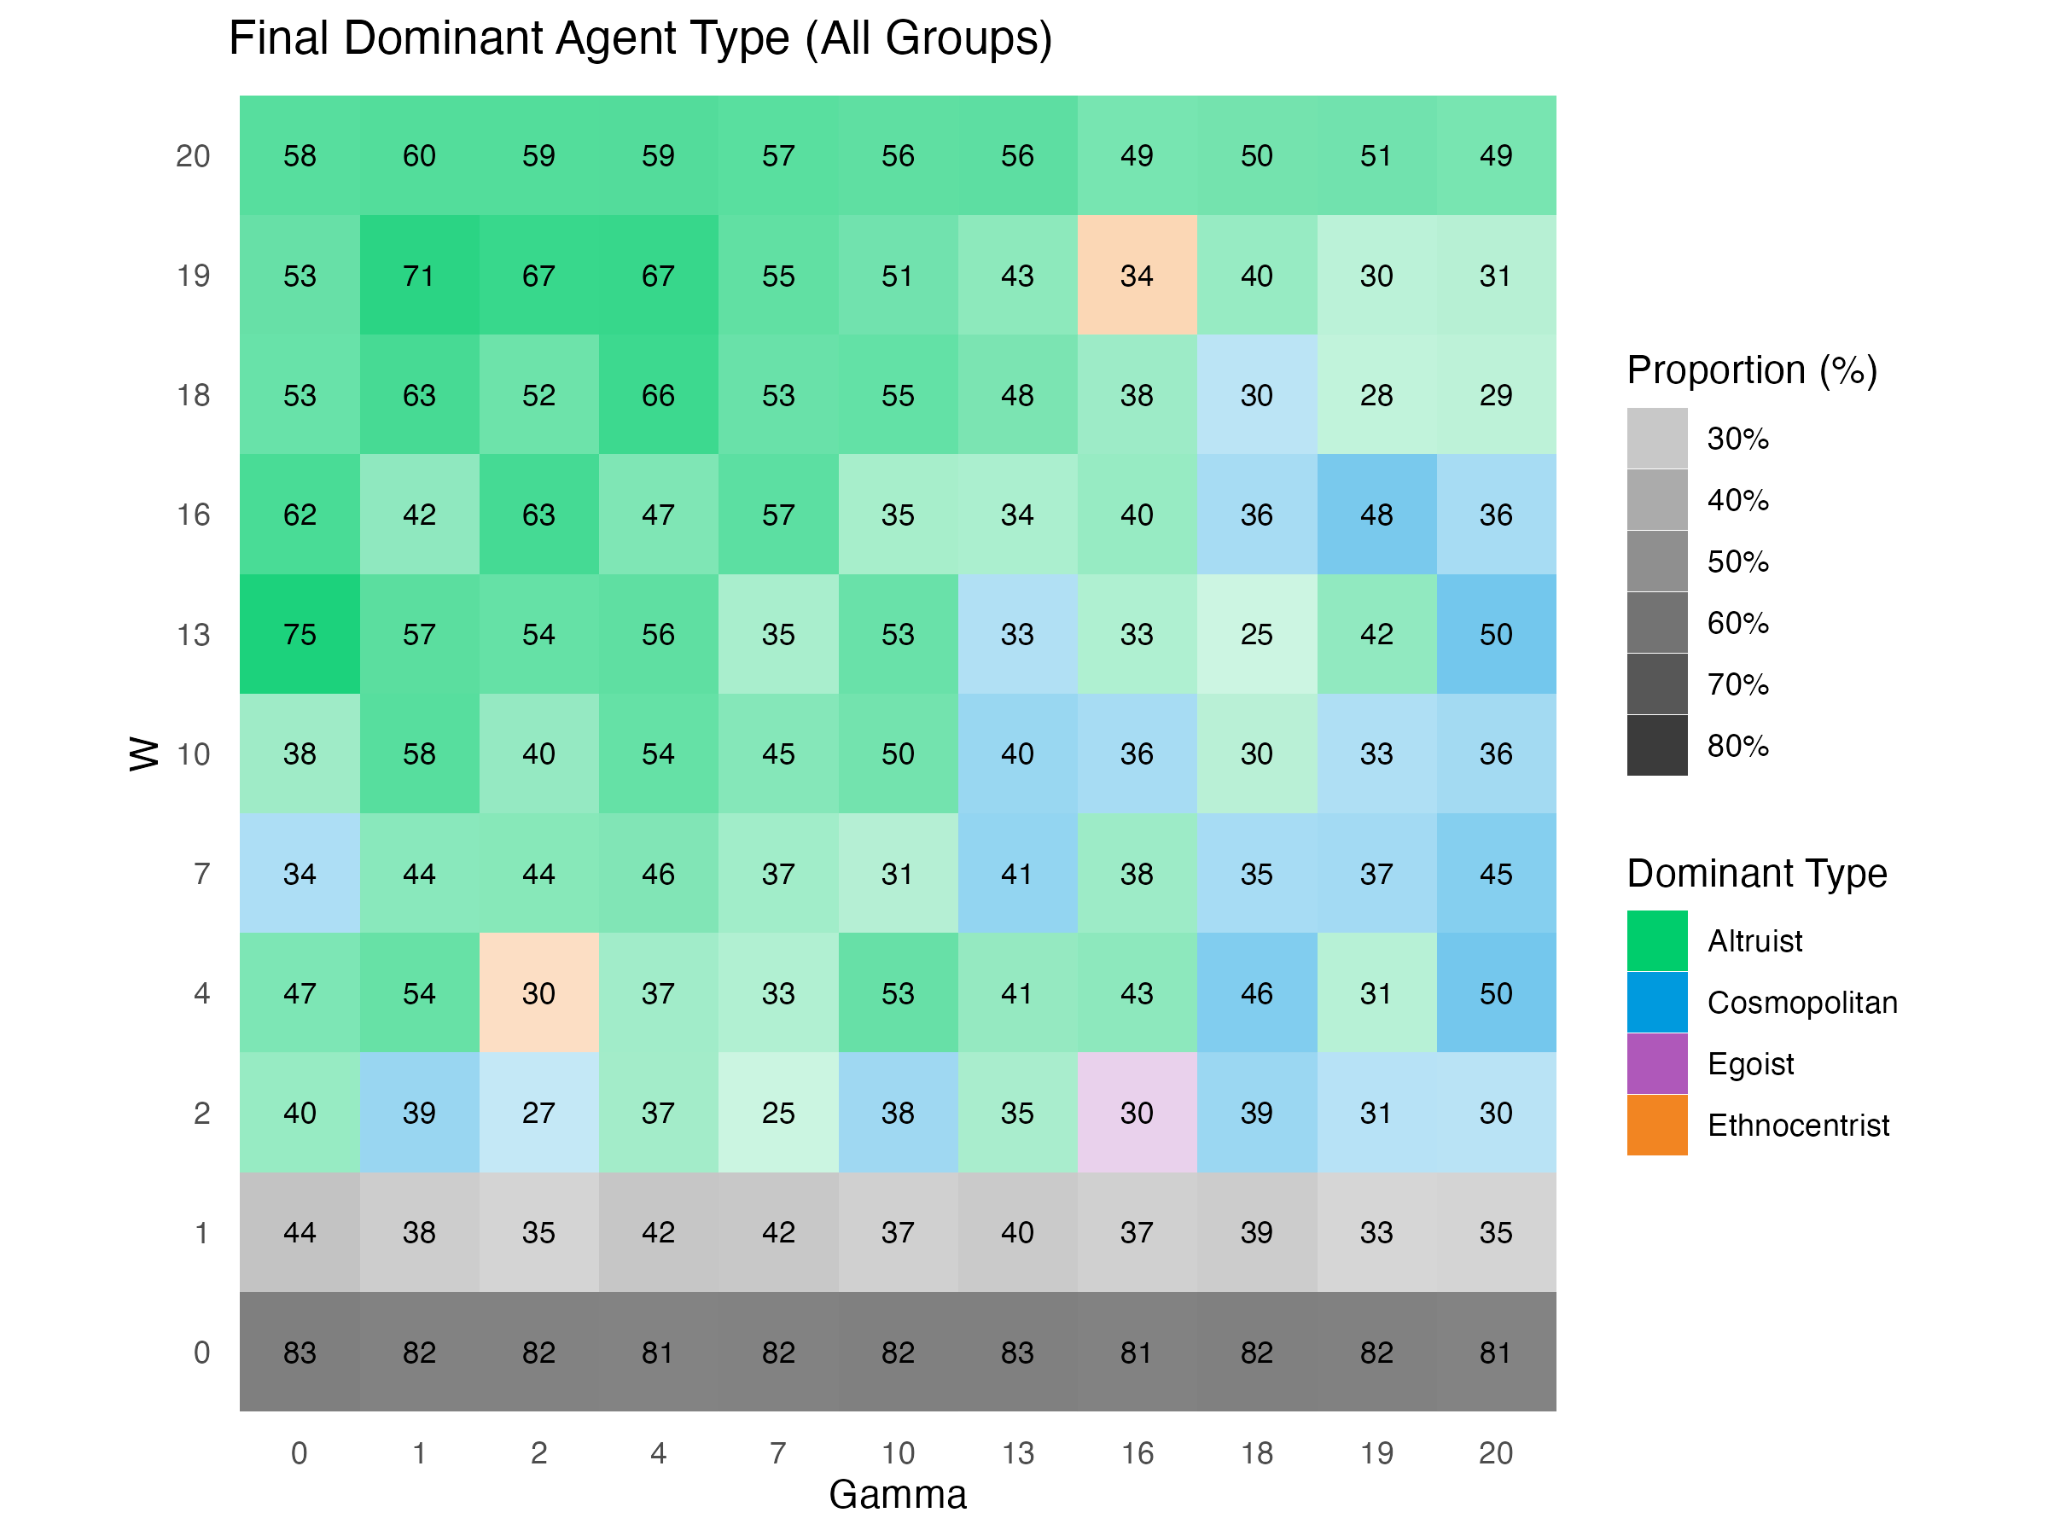 Final Dominant Agent Type (All Groups)
20 58 60 59 59 57 56 56 49 50 51 49
19 53 71 67 67 55 51 43 34 40 30 31
18 53 63 52 66 53 55 48 38 30 28 29
16 62 42 63 47 57 35 34 40 36 48 36
13 75 57 54 56 35 53 33 33 25 42 50
W
10 38 58 40 54 45 50 40 36 30 33 36
7 34 44 44 46 37 31 41 38 35 37 45
4 47 54 30 37 33 53 41 43 46 31 50
2 40 39 27 37 25 38 35 30 39 31 30
1 44 38 35 42 42 37 40 37 39 33 35
0 83 82 82 81 82 82 83 81 82 82 81
0 1 2 4 7 10 13 16 18 19 20
Gamma
Proportion (%)
30%
40%
50%
60%
70%
80%
Dominant Type
Altruist
Cosmopolitan
Egoist
Ethnocentrist